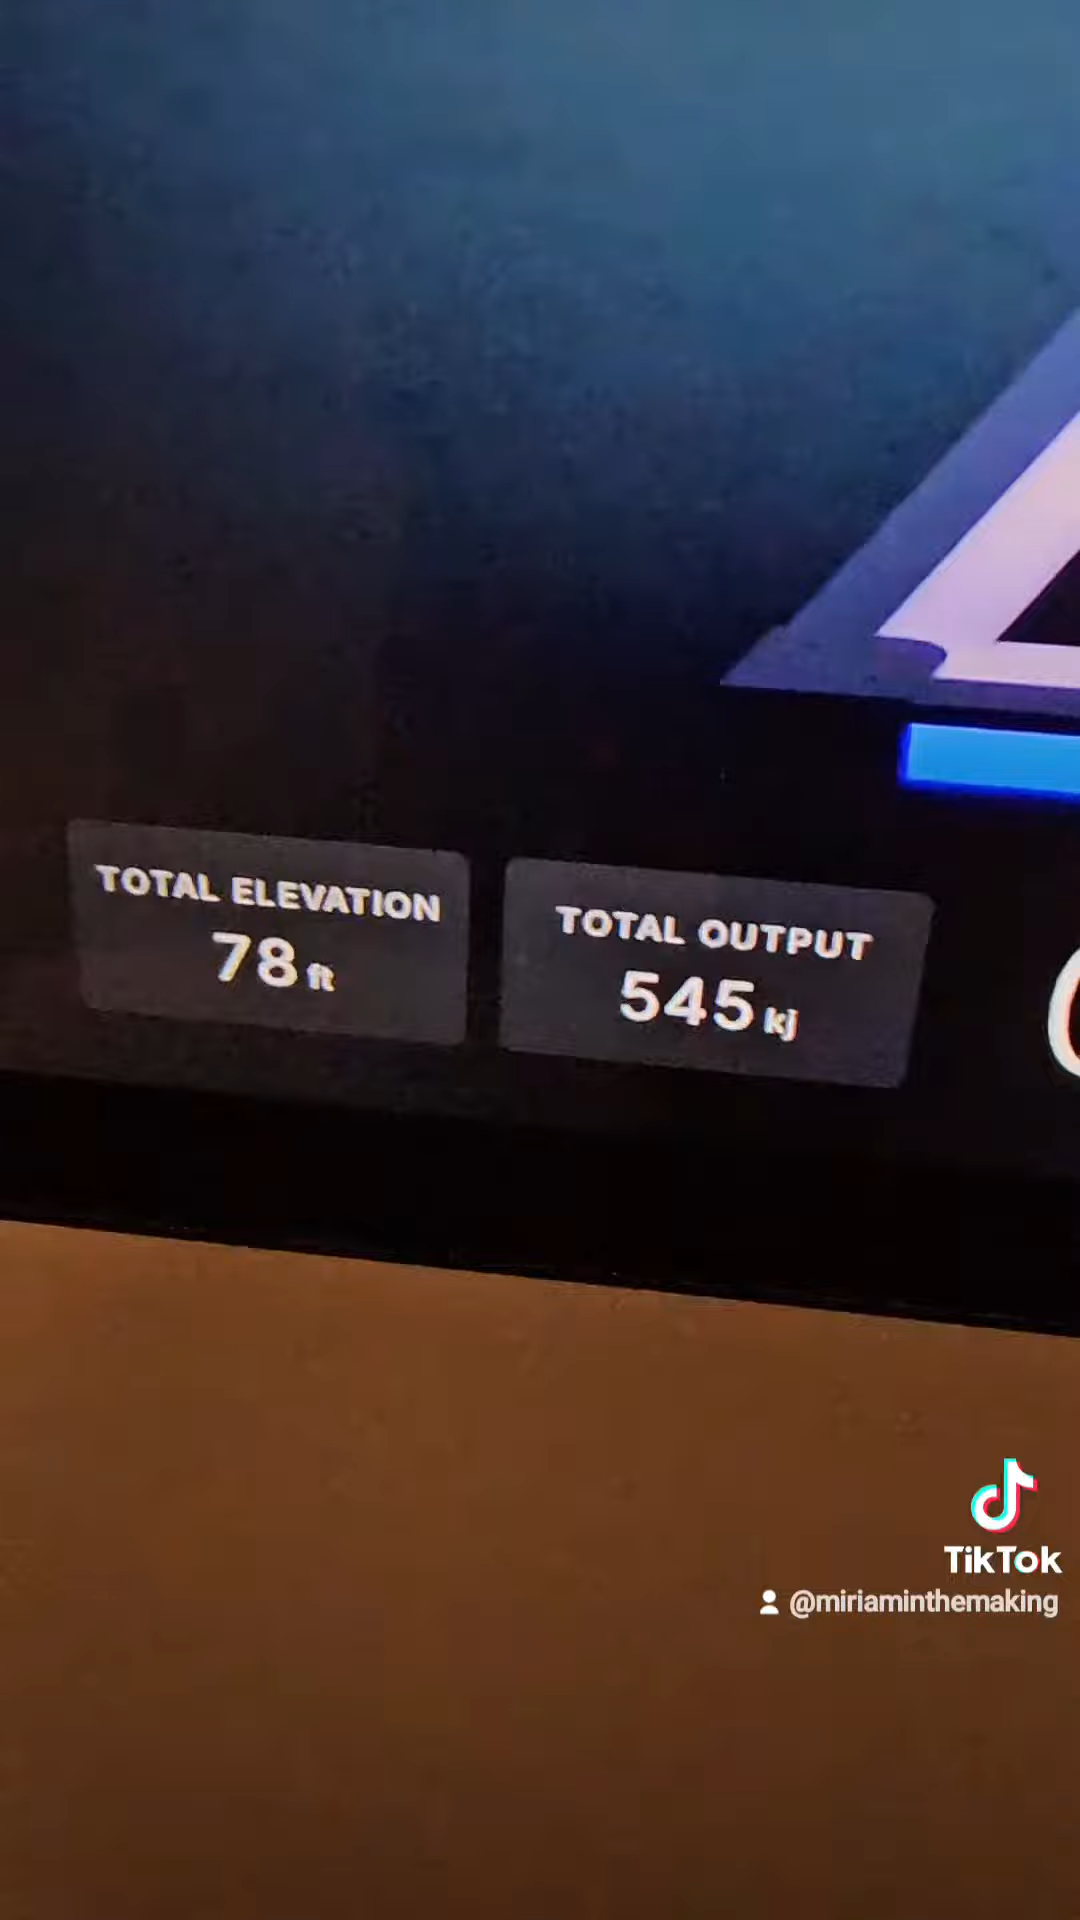 TOTAL ELEVATION
78 ft
TOTAL OUTPUT
545 kj
TikTok
@miriaminthemaking